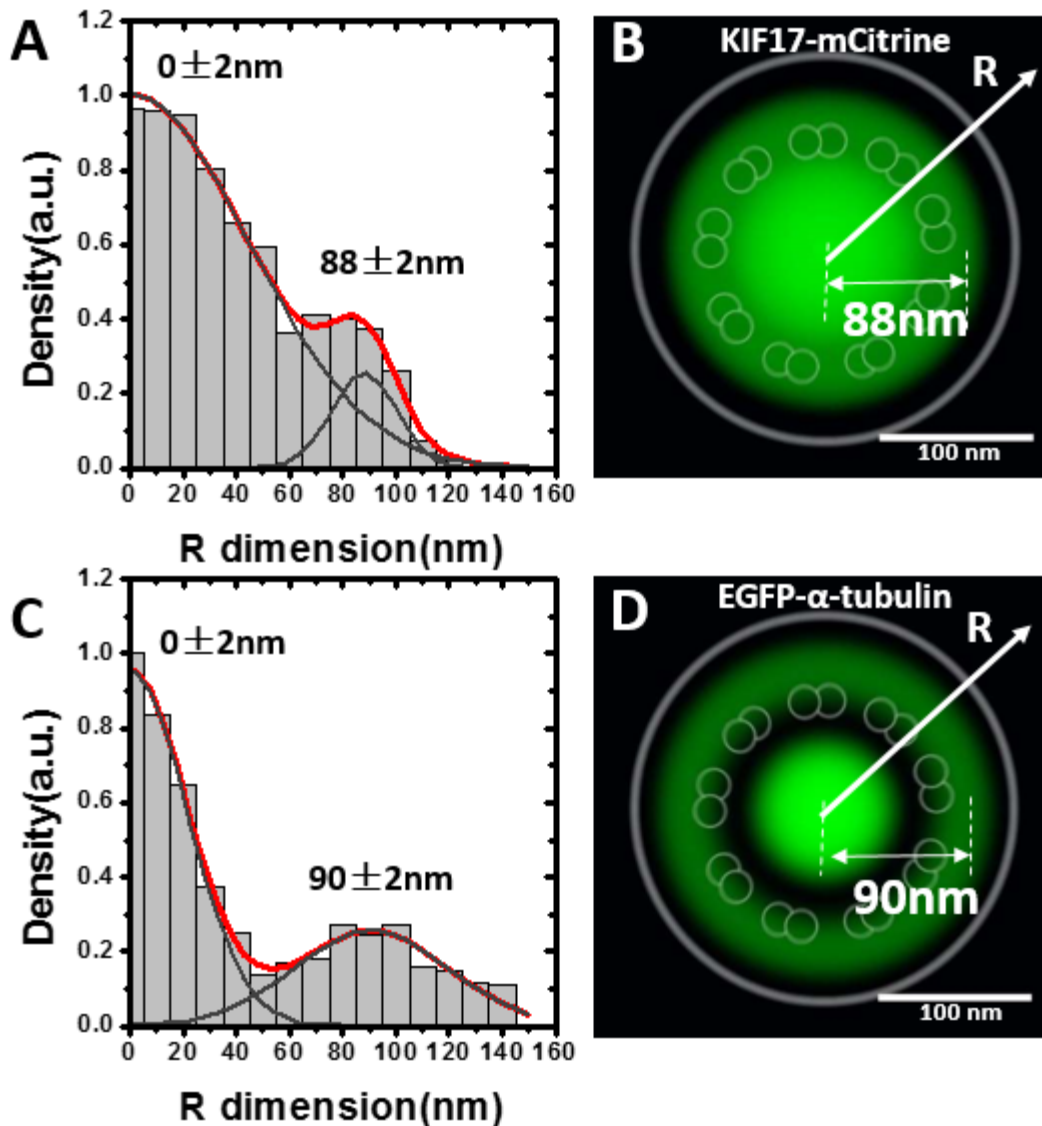 A
0±2nm
88±2nm
Density(a.u.)
1.2
1.0
0.8
0.6
0.4
0.2
0.0
0 20 40 60 80 100 120 140 160
R dimension(nm)
B
KIF17-mCitrine
R
88nm
100 nm
C
0±2nm
90±2nm
Density(a.u.)
1.2
1.0
0.8
0.6
0.4
0.2
0.0
0 20 40 60 80 100 120 140 160
R dimension(nm)
D
EGFP-α-tubulin
R
90nm
100 nm